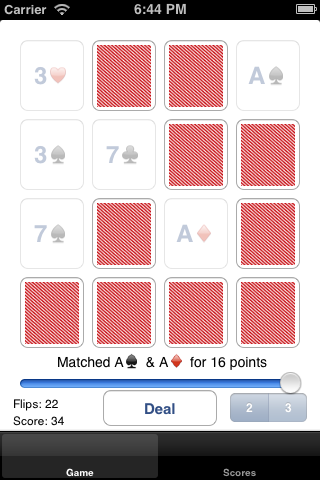 Carrier 6:44 PM
3♥ A♠
3♠ 7♣
7♠ A♦
Matched A♠ & A♦ for 16 points
Flips: 22
Score: 34
Deal
2 3
Game Scores